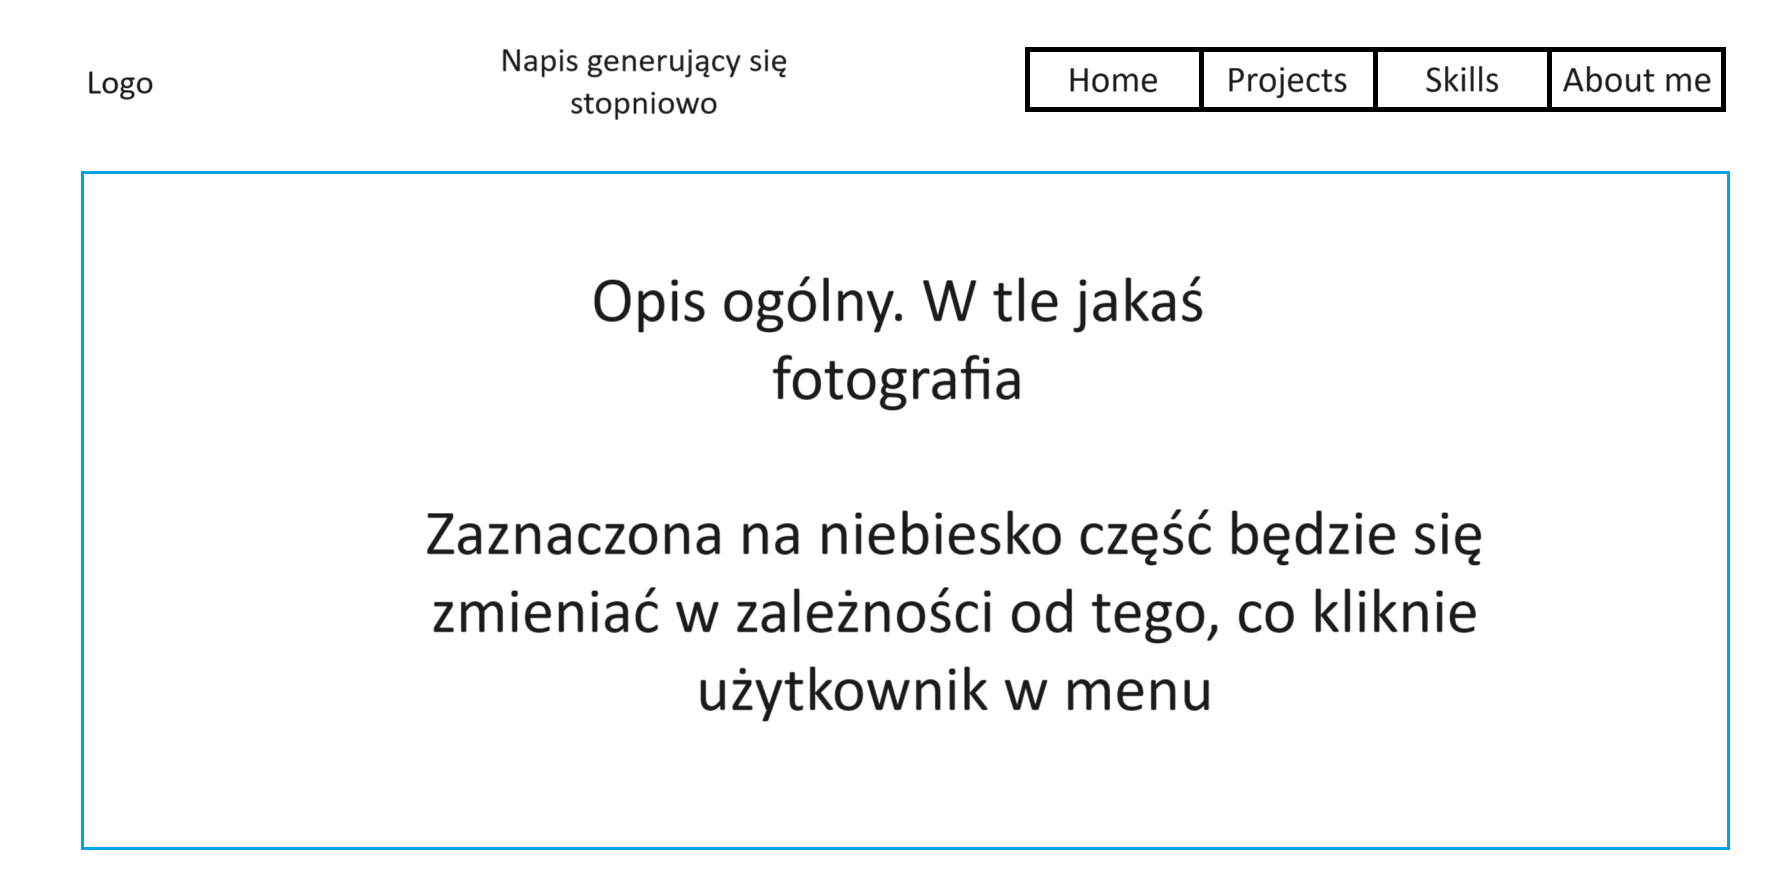 Logo
Napis generujący się
stopniowo
Home
Projects
Skills
About me
Opis ogólny. W tle jakaś
fotografia
Zaznaczona na niebiesko część będzie się
zmieniać w zależności od tego, co kliknie
użytkownik w menu